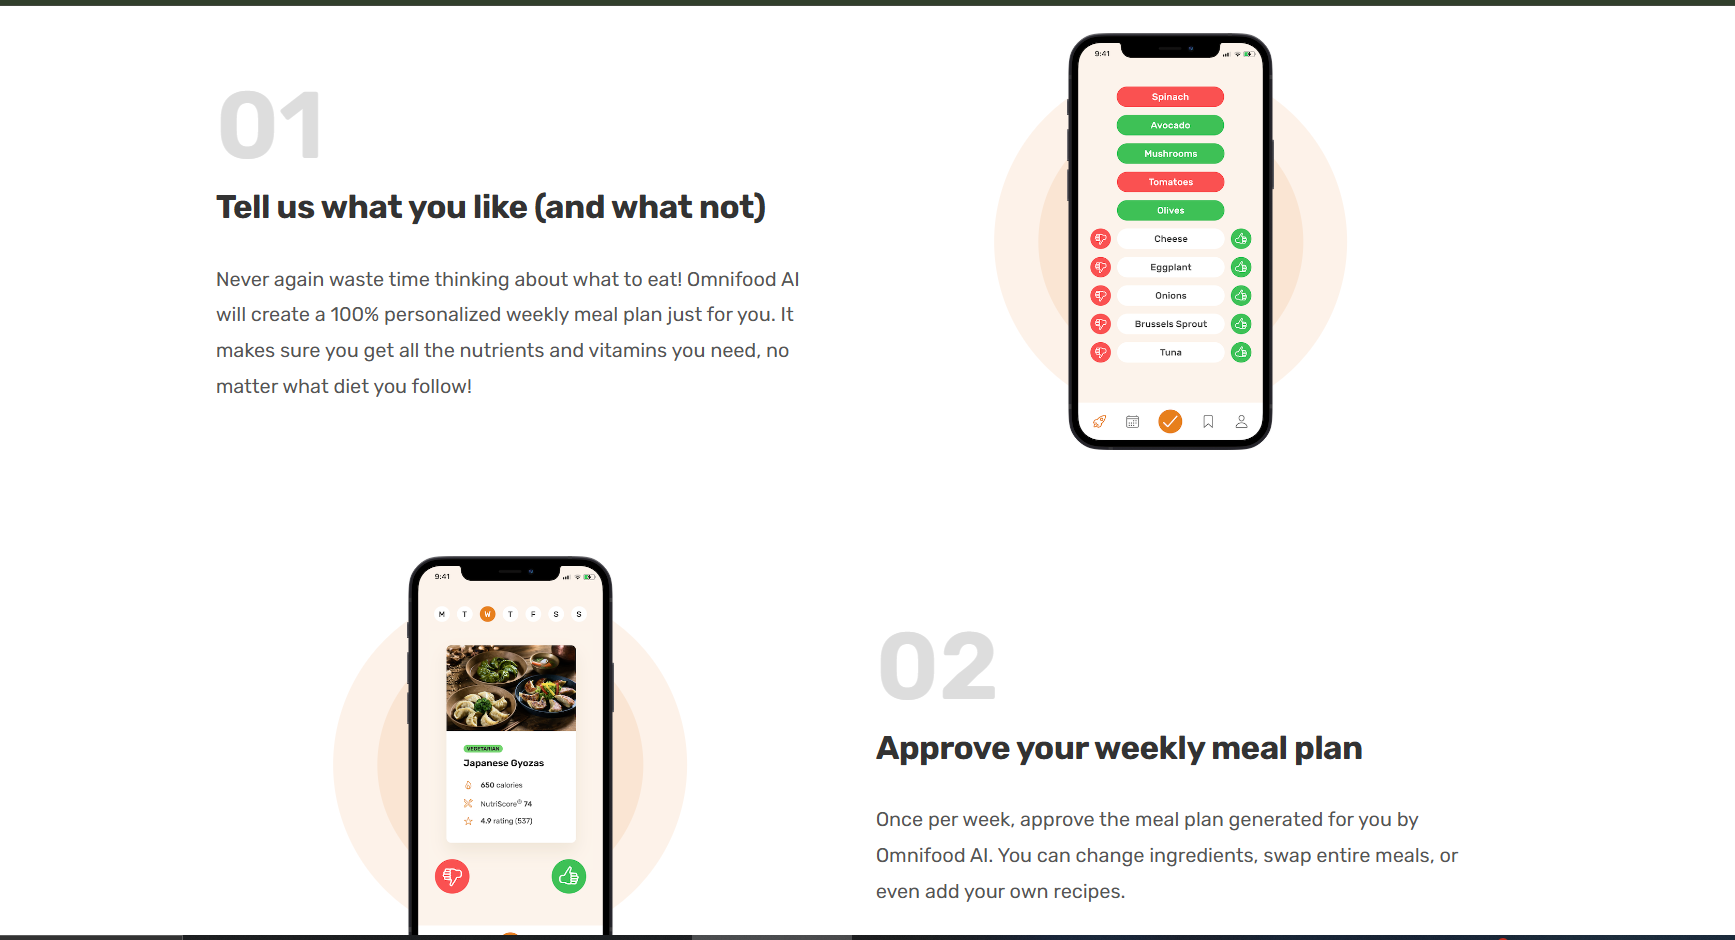 01
Tell us what you like (and what not)
Never again waste time thinking about what to eat! Omnifood AI
will create a 100% personalized weekly meal plan just for you. It
makes sure you get all the nutrients and vitamins you need, no
matter what diet you follow!
9:41
Spinach
Avocado
Mushrooms
Tomatoes
Olives
Cheese
Eggplant
Onions
Brussels Sprout
Tuna
9:41
M T W T F S S
VEGETARIAN
Japanese Gyozas
650 calories
NutriScore® 74
4.9 rating (537)
02
Approve your weekly meal plan
Once per week, approve the meal plan generated for you by
Omnifood AI. You can change ingredients, swap entire meals, or
even add your own recipes.